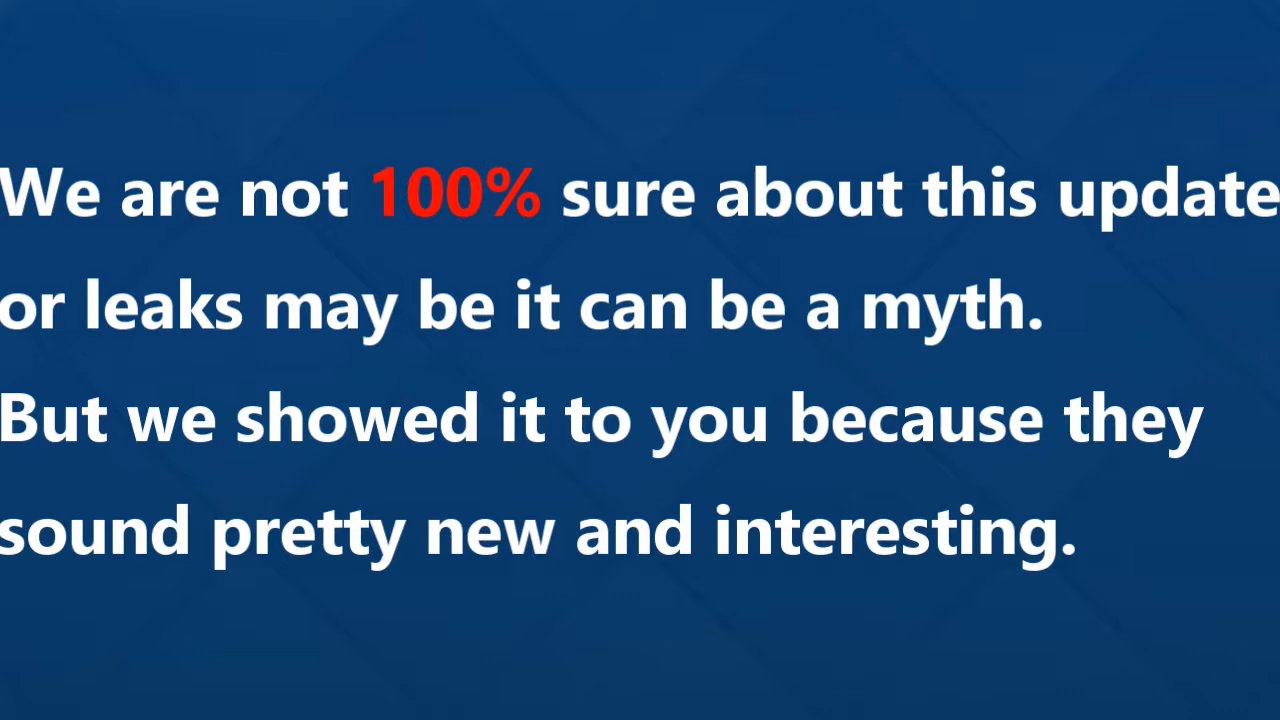 We are not 100% sure about this update
or leaks may be it can be a myth.
But we showed it to you because they
sound pretty new and interesting.